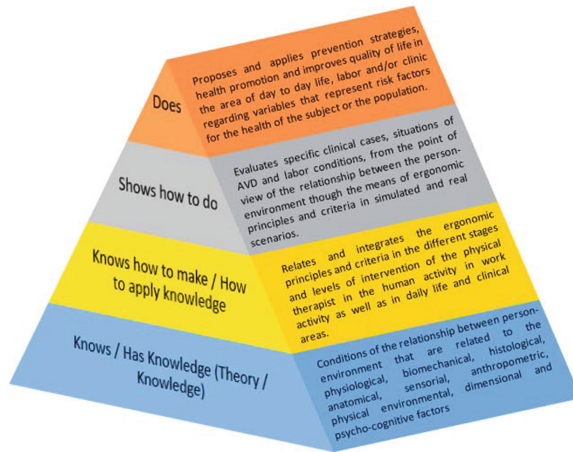 Does
Proposes and applies prevention strategies,
health promotion and improves quality of life in
the area of day to day life, labor and/or clinic
regarding variables that represent risk factors
for the health of the subject or the population.
Shows how to do
Evaluates specific clinical cases, situations of
AVD and labor conditions, from the point of
view of the relationship between the person-
environment though the means of ergonomic
principles and criteria in simulated and real
scenarios.
Knows how to make / How
to apply knowledge
Relates and integrates the ergonomic
principles and criteria in the different stages
and levels of intervention of the physical
therapist in the human activity in work
activity as well as in daily life and clinical
areas.
Knows / Has Knowledge (Theory /
Knowledge)
Conditions of the relationship between person-
environment that are related to the
physiological, biomechanical, histological,
anatomical, sensorial, anthropometric,
physical environmental, dimensional and
psycho-cognitive factors